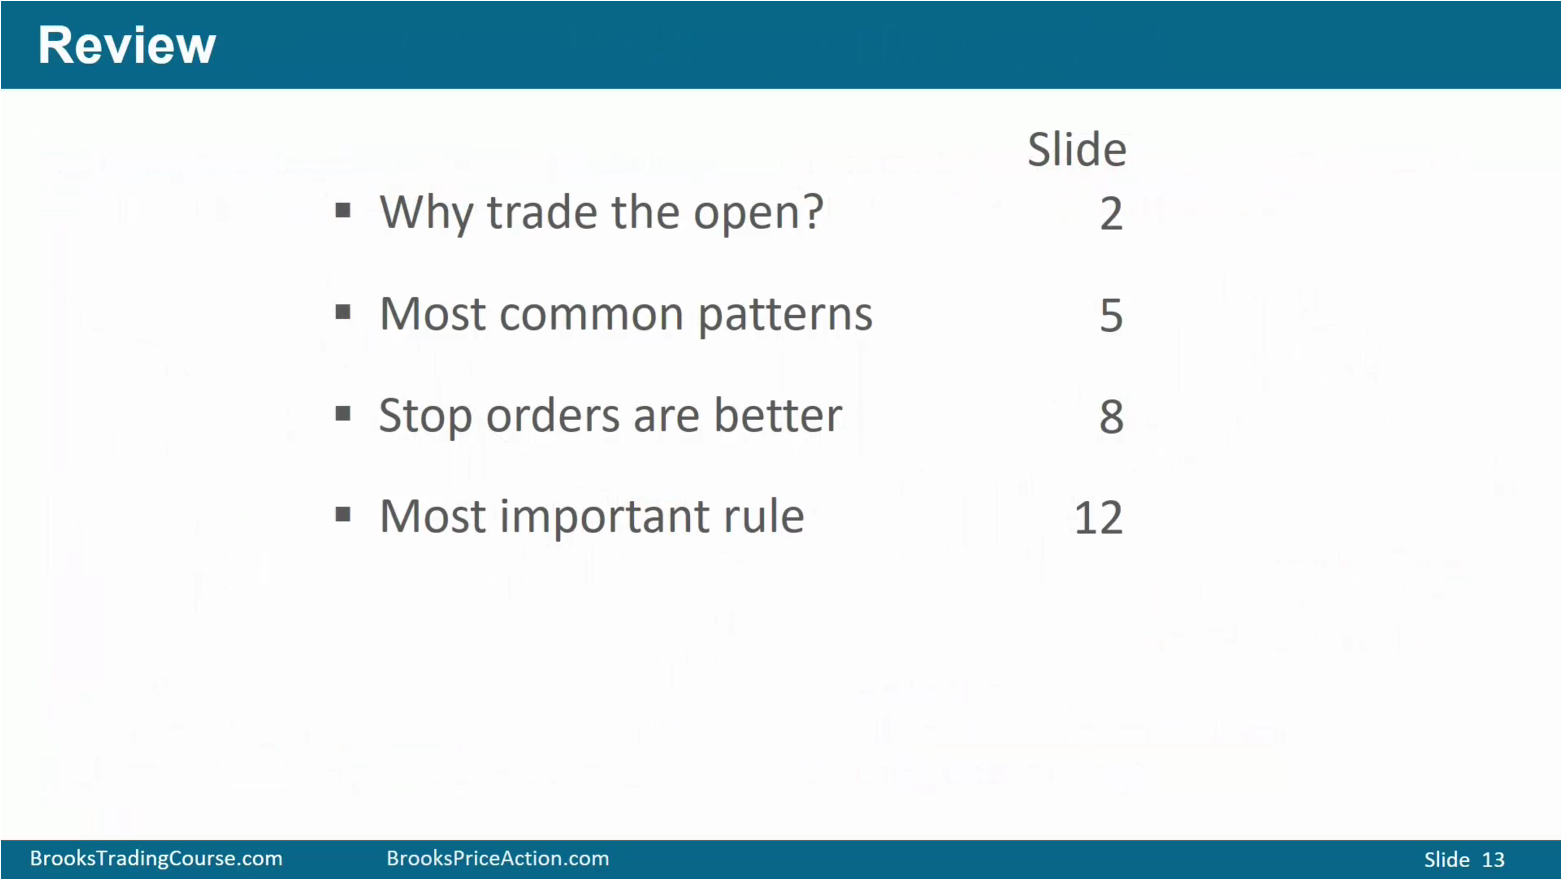 Review
Slide
Why trade the open? 2
Most common patterns 5
Stop orders are better 8
Most important rule 12
BrooksTradingCourse.com BrooksPriceAction.com Slide 13